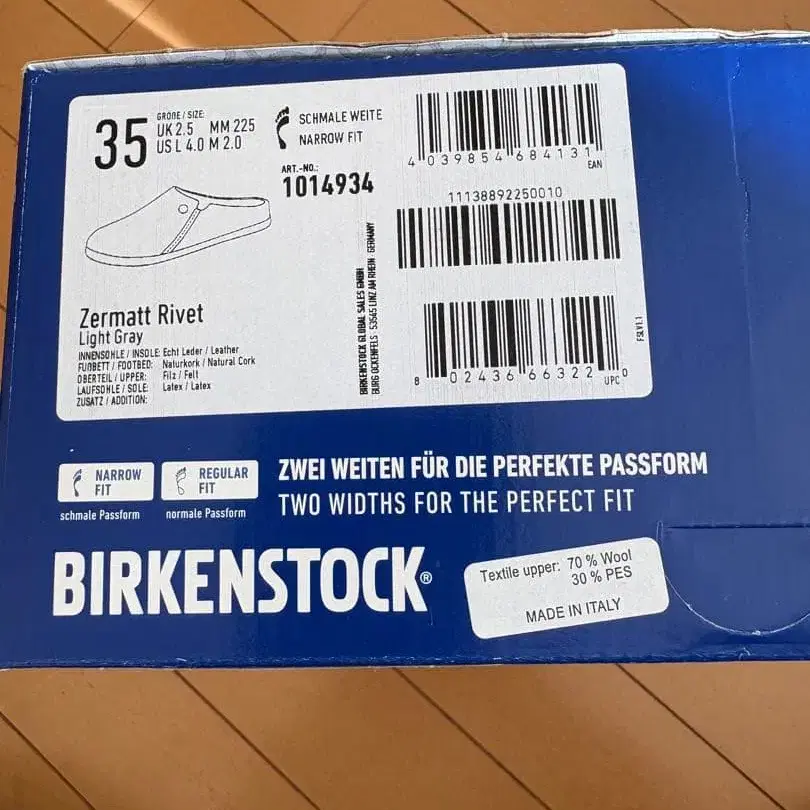 35
GRÖßE / SIZE:
UK 2.5 MM 225
US L 4.0 M 2.0
SCHMALE WEITE
NARROW FIT
ART.-NO.:
1014934
4 039854 684131
EAN
11138892250010
8 02436 66322 0
UPC
FSLV1.1
BIRKENSTOCK GLOBAL SALES GMBH
BURG OCKENFELS 53545 LINZ AM RHEIN GERMANY
Zermatt Rivet
Light Gray
INNENSOHLE / INSOLE: Echt Leder / Leather
FUßBETT / FOOTBED: Naturkork / Natural Cork
OBERTEIL / UPPER: Filz / Felt
LAUFSOHLE / SOLE: Latex / Latex
ZUSATZ / ADDITION:
NARROW FIT
schmale Passform
REGULAR FIT
normale Passform
ZWEI WEITEN FÜR DIE PERFEKTE PASSFORM
TWO WIDTHS FOR THE PERFECT FIT
BIRKENSTOCK®
Textile upper: 70 % Wool
30 % PES
MADE IN ITALY